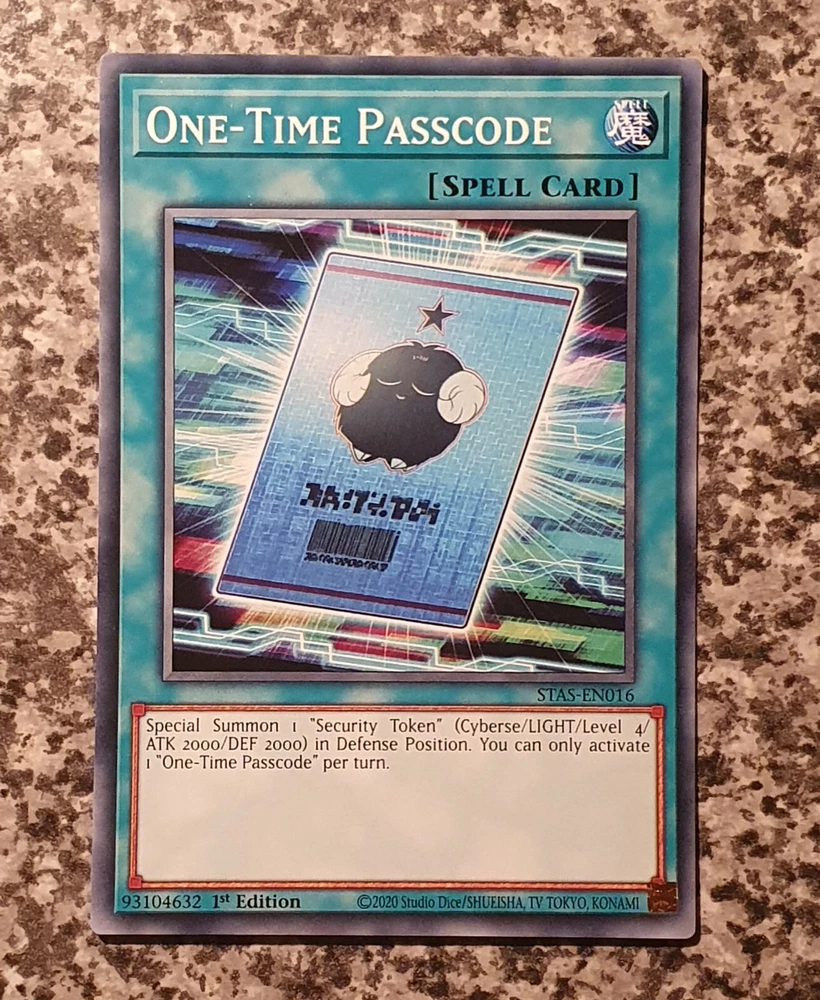 ONE-TIME PASSCODE
SPELL
魔
[SPELL CARD]
STAS-EN016
Special Summon 1 "Security Token" (Cyberse/LIGHT/Level 4/
ATK 2000/DEF 2000) in Defense Position. You can only activate
1 "One-Time Passcode" per turn.
93104632 1st Edition ©2020 Studio Dice/SHUEISHA, TV TOKYO, KONAMI